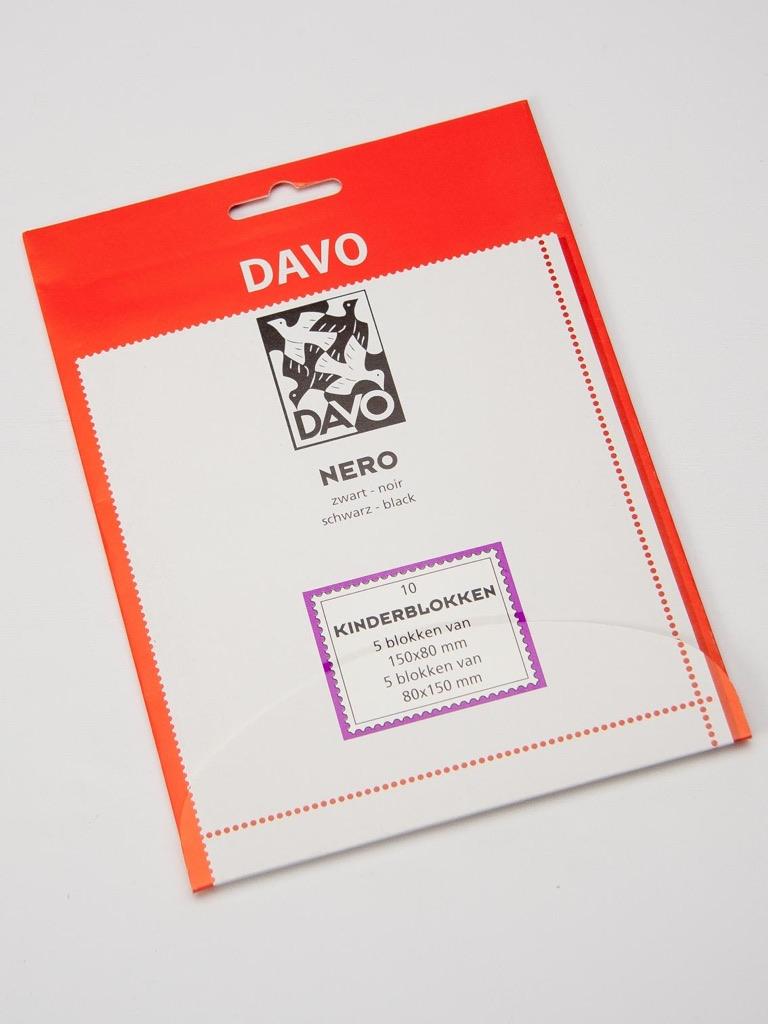 DAVO
DAVO
NERO
zwart - noir
schwarz - black
10
KINDERBLOKKEN
5 blokken van
150x80 mm
5 blokken van
80x150 mm